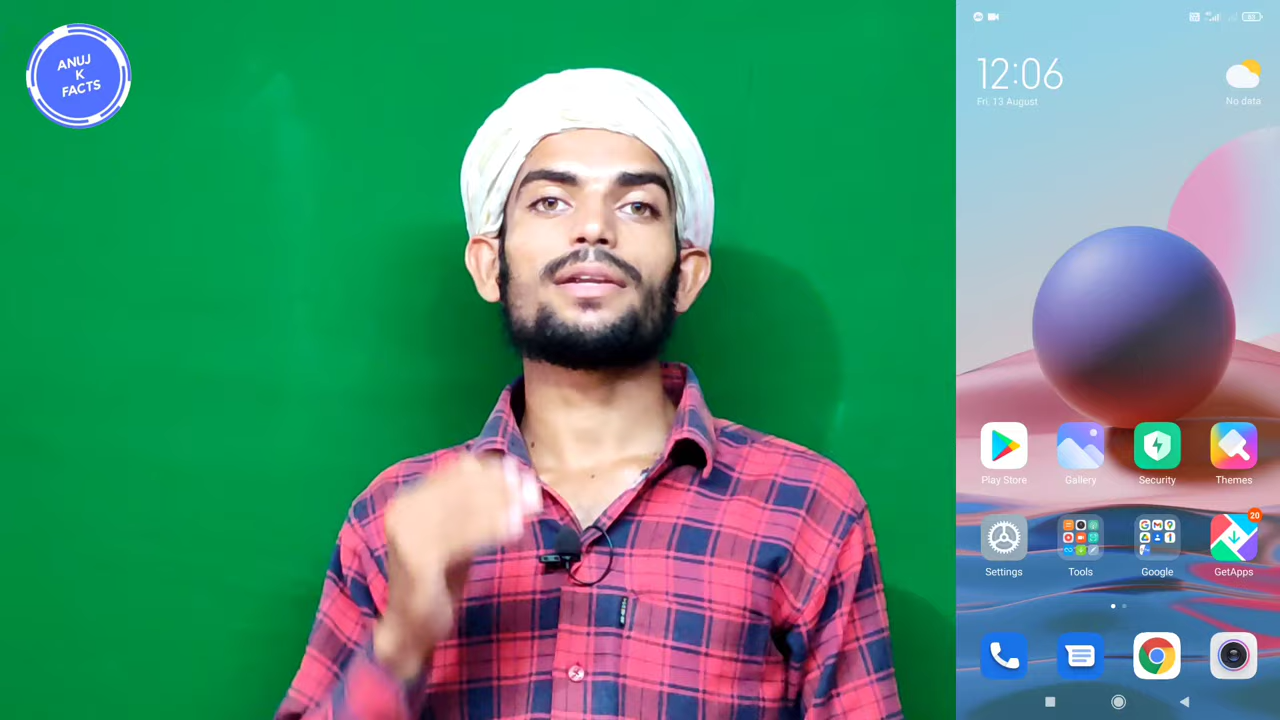 ANUJ
K
FACTS
12:06
Fri, 13 August
No data
Play Store
Gallery
Security
Themes
20
Settings
Tools
Google
GetApps